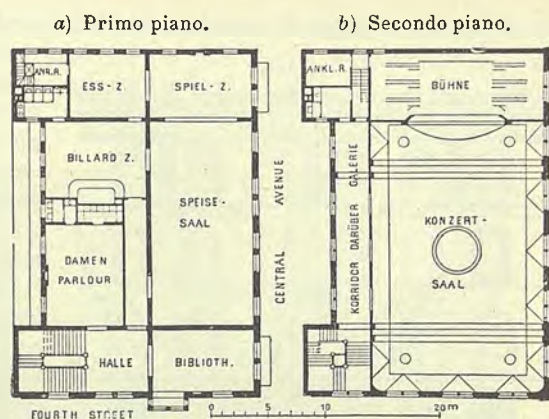 a) Primo piano.
b) Secondo piano.
ANR.R.
ESS-Z.
SPIEL-Z.
BILLARD Z.
SPEISE-
SAAL
DAMEN
PARLOUR
HALLE
BIBLIOTH.
CENTRAL AVENUE
FOURTH STREET
ANKL.R.
BÜHNE
KORRIDOR DARÜBER GALERIE
KONZERT-
SAAL
0 5 10 20m